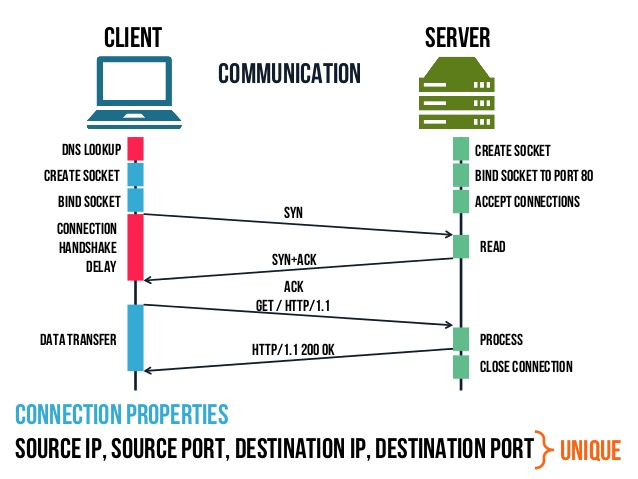 CLIENT
SERVER
COMMUNICATION
DNS LOOKUP
CREATE SOCKET
BIND SOCKET
CONNECTION
HANDSHAKE
DELAY
DATA TRANSFER
SYN
SYN+ACK
ACK
GET / HTTP/1.1
HTTP/1.1 200 OK
CREATE SOCKET
BIND SOCKET TO PORT 80
ACCEPT CONNECTIONS
READ
PROCESS
CLOSE CONNECTION
CONNECTION PROPERTIES
SOURCE IP, SOURCE PORT, DESTINATION IP, DESTINATION PORT
UNIQUE